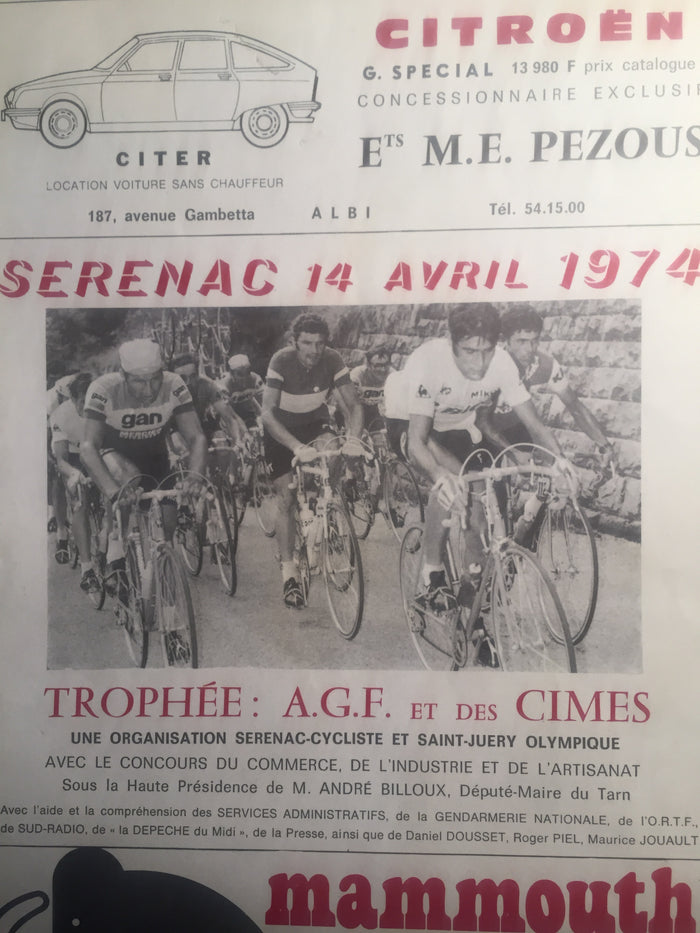 CITROËN
G. SPECIAL 13 980 F prix catalogue
CONCESSIONNAIRE EXCLUSIF
ETS M.E. PEZOUS
CITER
LOCATION VOITURE SANS CHAUFFEUR
187, avenue Gambetta ALBI Tél. 54.15.00
SERENAC 14 AVRIL 1974
gan
MERCIER
MIK
TROPHÉE : A.G.F. ET DES CIMES
UNE ORGANISATION SERENAC-CYCLISTE ET SAINT-JUERY OLYMPIQUE
AVEC LE CONCOURS DU COMMERCE, DE L'INDUSTRIE ET DE L'ARTISANAT
Sous la Haute Présidence de M. ANDRÉ BILLOUX, Député-Maire du Tarn
Avec l'aide et la compréhension des SERVICES ADMINISTRATIFS, de la GENDARMERIE NATIONALE, de l'O.R.T.F.,
de SUD-RADIO, de « la DEPECHE du Midi », de la Presse, ainsi que de Daniel DOUSSET, Roger PIEL, Maurice JOUAULT
mammouth